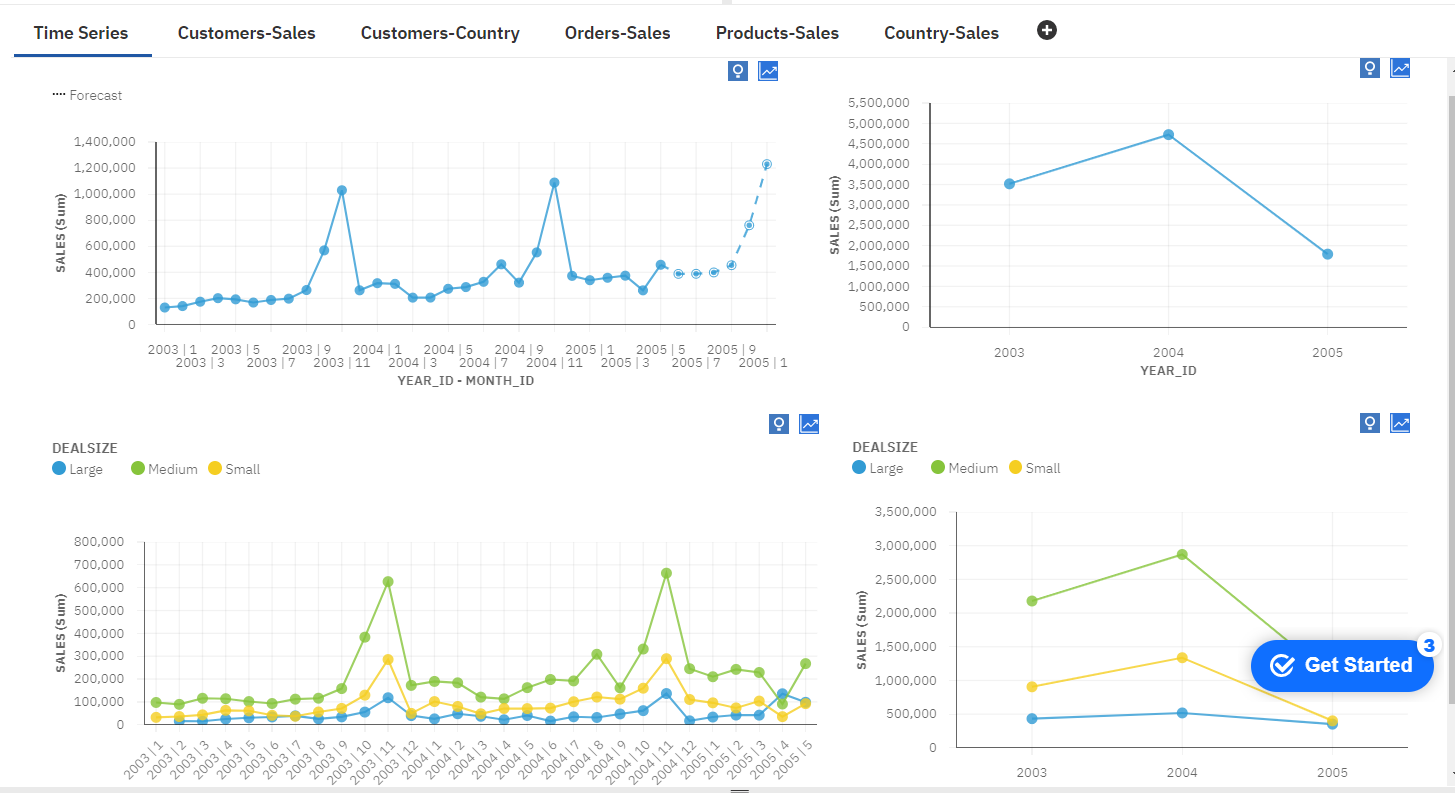 Time Series Customers-Sales Customers-Country Orders-Sales Products-Sales Country-Sales
Forecast
SALES (Sum)
1,400,000
1,200,000
1,000,000
800,000
600,000
400,000
200,000
0
2003 | 1 2003 | 5 2003 | 9 2004 | 1 2004 | 5 2004 | 9 2005 | 1 2005 | 5 2005 | 9
2003 | 3 2003 | 7 2003 | 11 2004 | 3 2004 | 7 2004 | 11 2005 | 3 2005 | 7 2005 | 1
YEAR_ID - MONTH_ID
SALES (Sum)
5,500,000
5,000,000
4,500,000
4,000,000
3,500,000
3,000,000
2,500,000
2,000,000
1,500,000
1,000,000
500,000
0
2003 2004 2005
YEAR_ID
DEALSIZE
Large Medium Small
SALES (Sum)
800,000
700,000
600,000
500,000
400,000
300,000
200,000
100,000
0
2003 | 1 2003 | 2 2003 | 3 2003 | 4 2003 | 5 2003 | 6 2003 | 7 2003 | 8 2003 | 9 2003 | 10 2003 | 11 2003 | 12 2004 | 1 2004 | 2 2004 | 3 2004 | 4 2004 | 5 2004 | 6 2004 | 7 2004 | 8 2004 | 9 2004 | 10 2004 | 11 2004 | 12 2005 | 1 2005 | 2 2005 | 3 2005 | 4 2005 | 5
DEALSIZE
Large Medium Small
SALES (Sum)
3,500,000
3,000,000
2,500,000
2,000,000
1,500,000
1,000,000
500,000
0
2003 2004 2005
3
Get Started